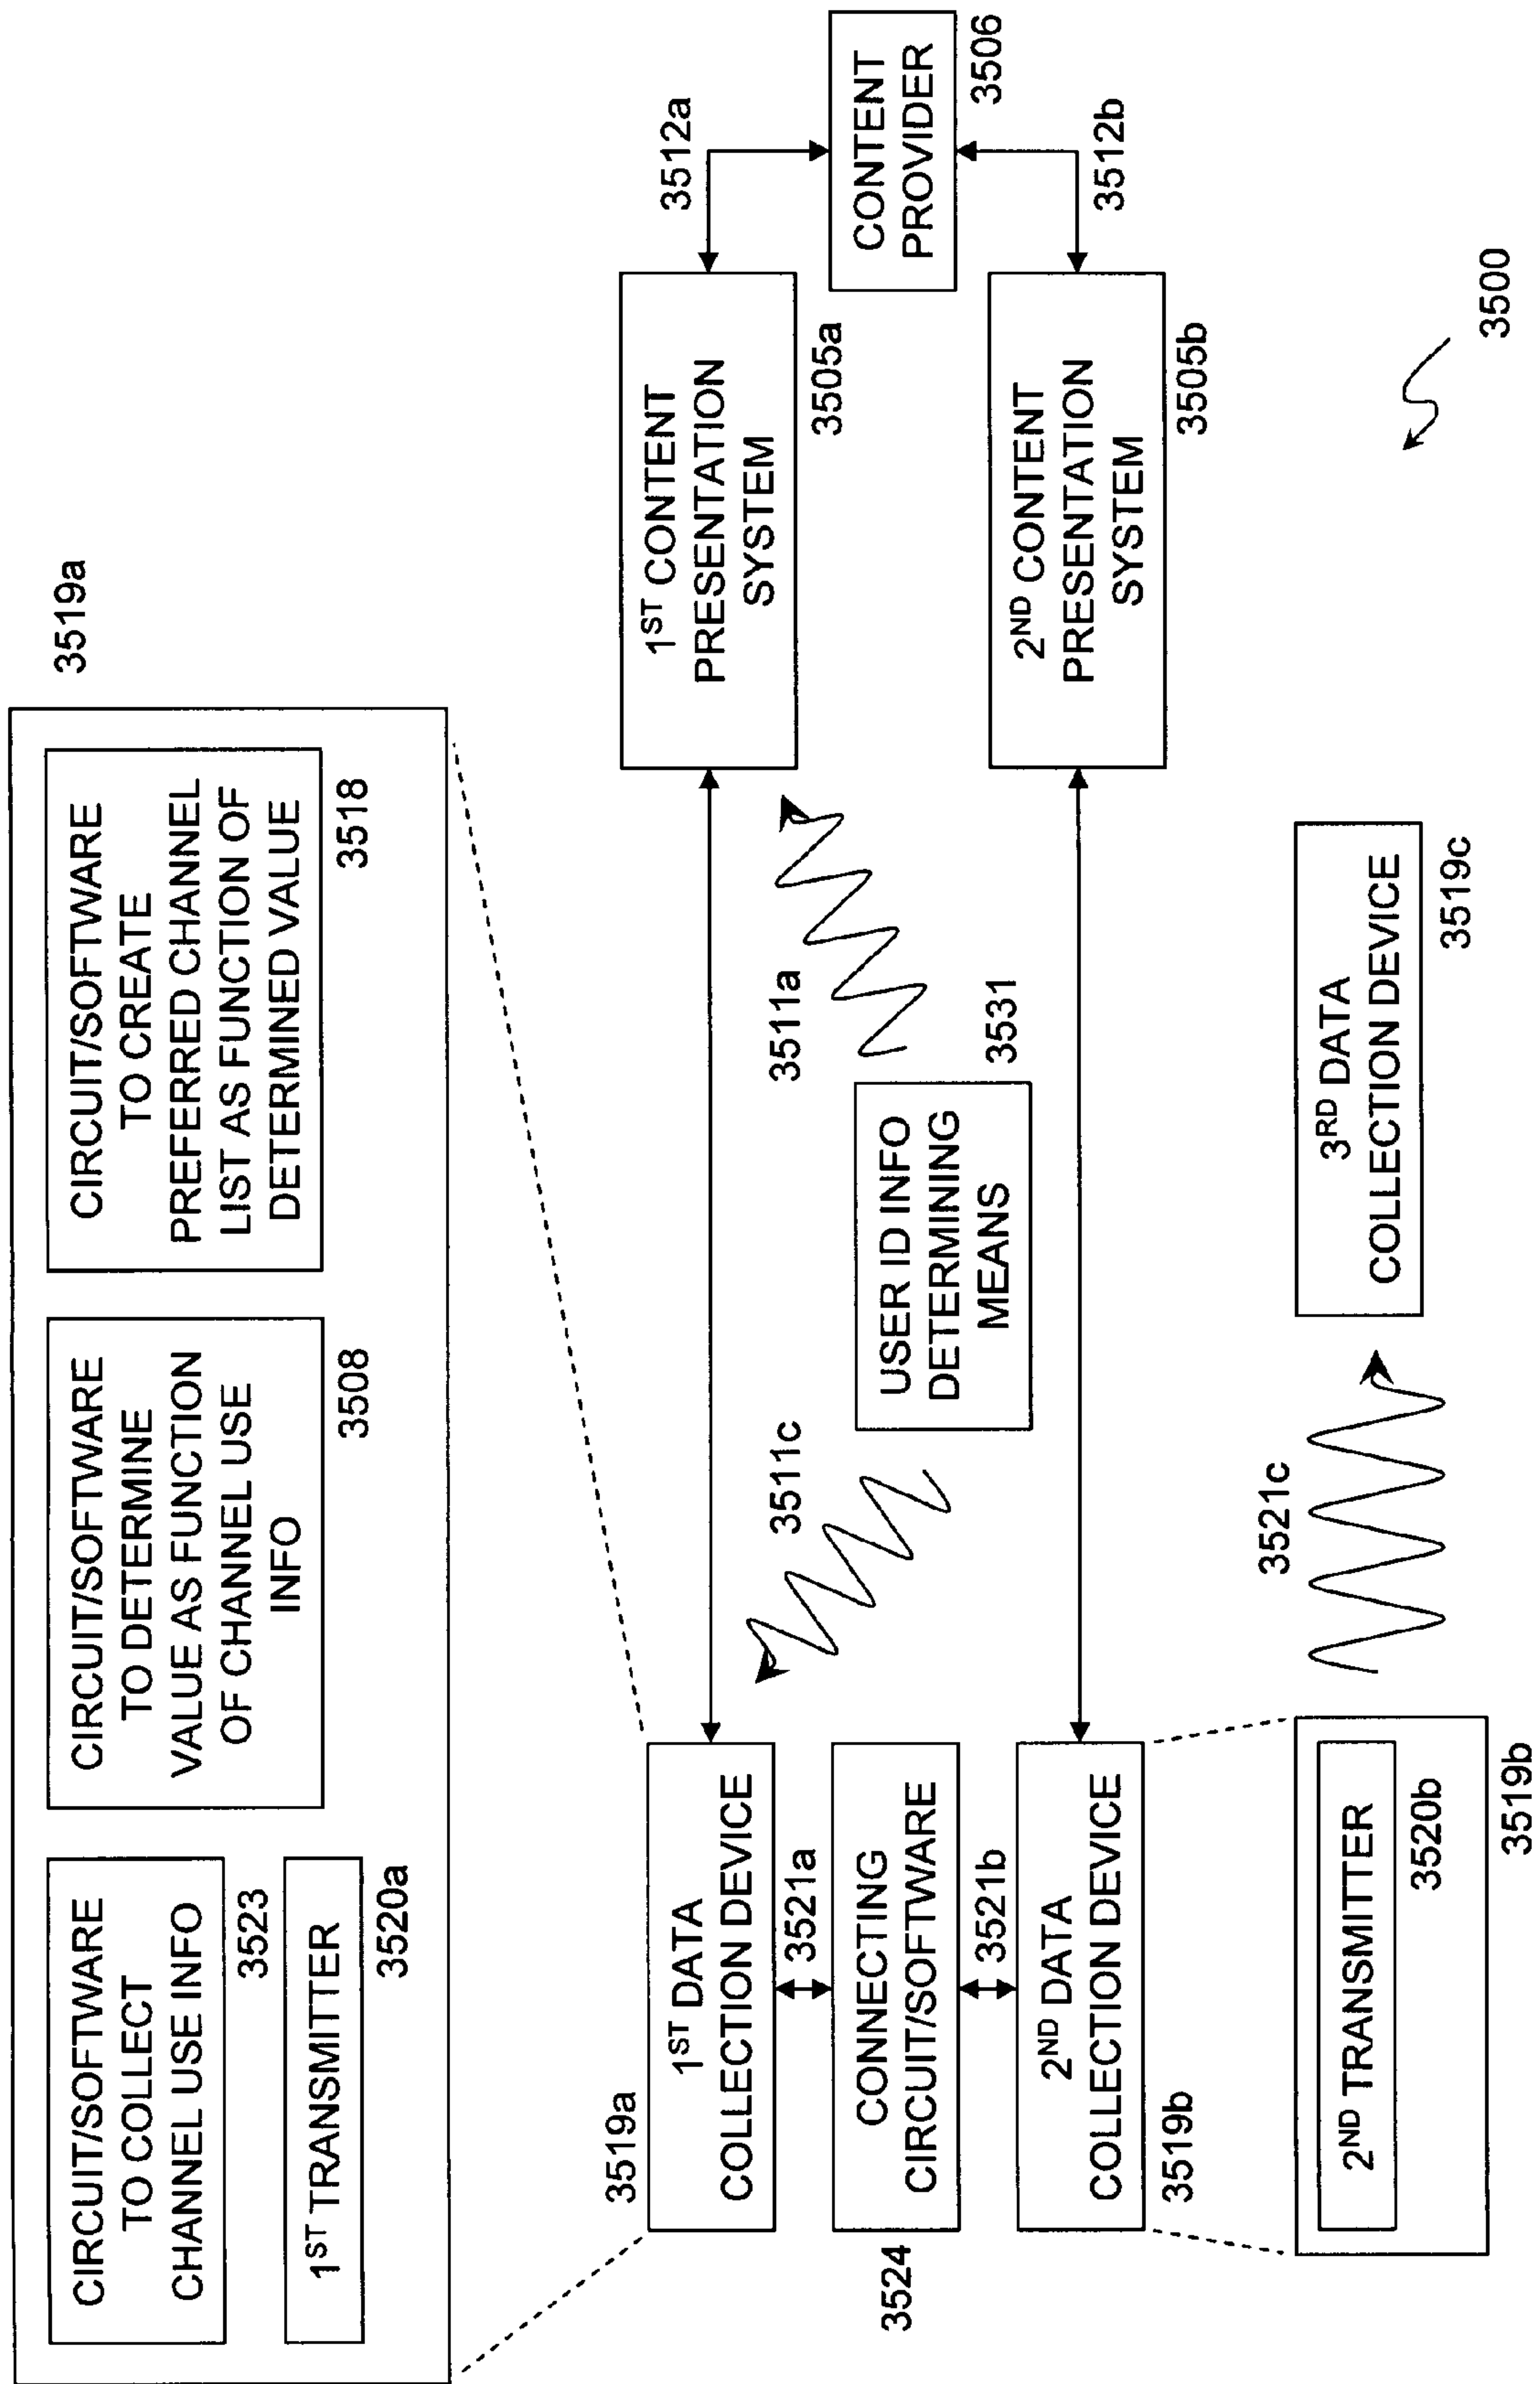 3519a
CIRCUIT/SOFTWARE
TO COLLECT
CHANNEL USE INFO
3523
1ST TRANSMITTER
3520a
CIRCUIT/SOFTWARE
TO DETERMINE
VALUE AS FUNCTION
OF CHANNEL USE
INFO
3508
CIRCUIT/SOFTWARE
TO CREATE
PREFERRED CHANNEL
LIST AS FUNCTION OF
DETERMINED VALUE
3518
3519a
1ST DATA
COLLECTION DEVICE
3521a
3524
CONNECTING
CIRCUIT/SOFTWARE
3521b
2ND DATA
COLLECTION DEVICE
3519b
3511c
USER ID INFO
DETERMINING
MEANS
3531
3511a
1ST CONTENT
PRESENTATION
SYSTEM
3505a
2ND CONTENT
PRESENTATION
SYSTEM
3505b
3512a
CONTENT
PROVIDER
3506
3512b
2ND TRANSMITTER
3520b
3519b
3521c
3RD DATA
COLLECTION DEVICE
3519c
3500